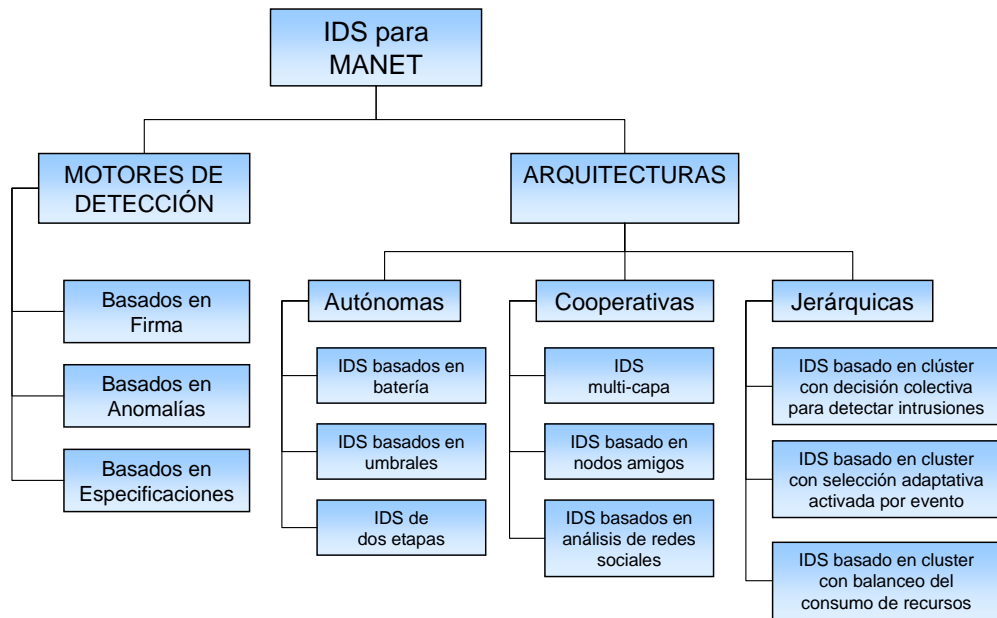 IDS para
MANET
MOTORES DE
DETECCIÓN
ARQUITECTURAS
Basados en
Firma
Basados en
Anomalías
Basados en
Especificaciones
Autónomas
IDS basados en
batería
IDS basados en
umbrales
IDS de
dos etapas
Cooperativas
IDS
multi-capa
IDS basado en
nodos amigos
IDS basados en
análisis de redes
sociales
Jerárquicas
IDS basado en clúster
con decisión colectiva
para detectar intrusiones
IDS basado en cluster
con selección adaptativa
activada por evento
IDS basado en cluster
con balanceo del
consumo de recursos